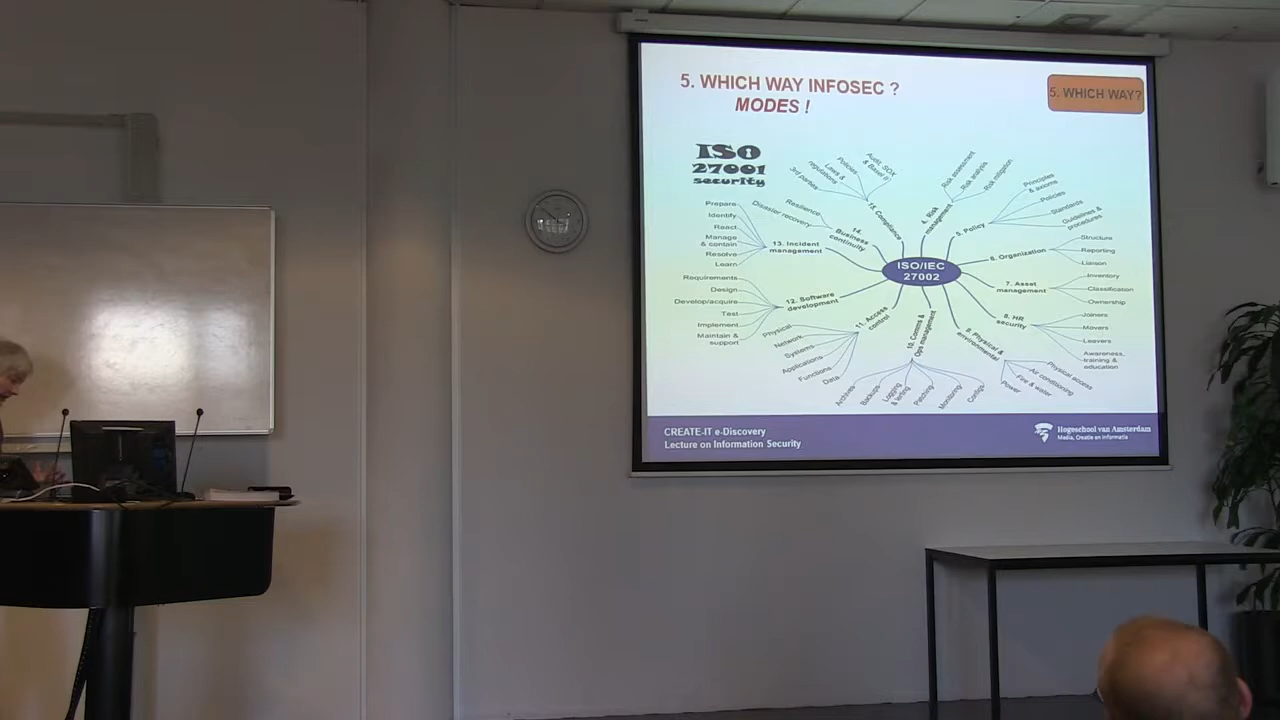 5. WHICH WAY INFOSEC ?
MODES !
5. WHICH WAY?
ISO
27001
security
ISO/IEC
27002
4. Risk
management
Risk assessment
Risk analysis
Risk mitigation
5. Policy
Principles
& axioms
Policies
Standards
Guidelines &
procedures
6. Organization
Structure
Reporting
Liaison
7. Asset
management
Inventory
Classification
Ownership
8. HR
security
Joiners
Movers
Leavers
Awareness,
training &
education
9. Physical &
environmental
Physical access
Air conditioning
Fire & water
Power
10. Comms &
Ops management
Configs
Monitoring
Patching
Logging
Backups
Archives
11. Access
control
Physical
Network
Systems
Applications
Functions
Data
12. Software
development
Requirements
Design
Develop/acquire
Test
Implement
Maintain &
support
13. Incident
management
Prepare
Identify
React
Manage
& contain
Resolve
Learn
14.
Business
continuity
Resilience
Disaster recovery
15. Compliance
3rd parties
Laws &
regulations
Policies
Audit, SOX
& Basel II
CREATE-IT e-Discovery
Lecture on Information Security
Hogeschool van Amsterdam
Media, Creatie en Informatie